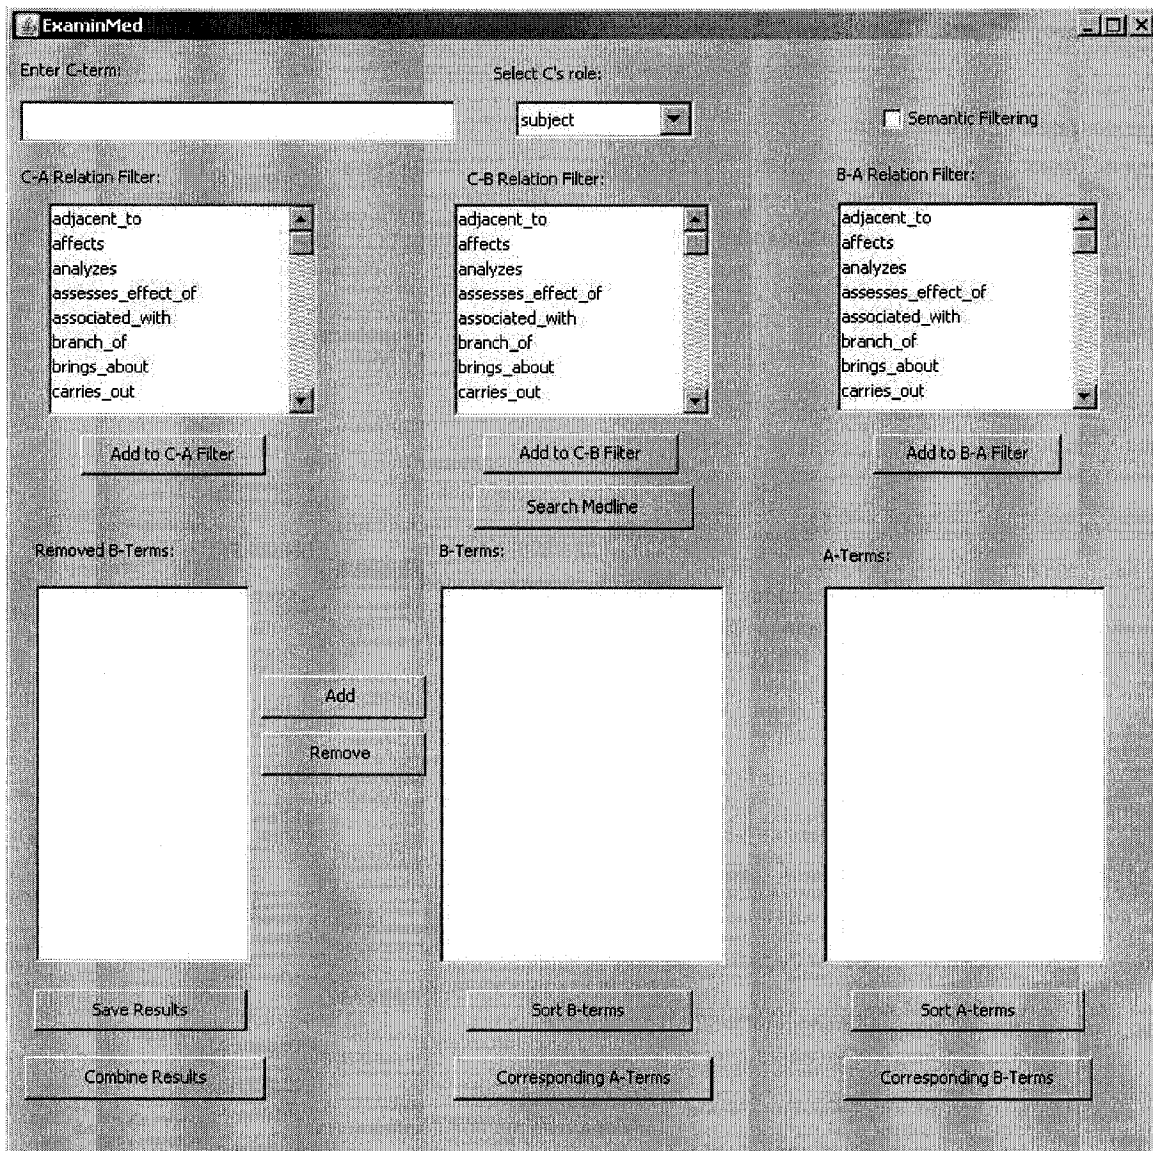 ExaminMed
Enter C-term:
Select C's role:
subject
Semantic Filtering
C-A Relation Filter:
adjacent_to
affects
analyzes
assesses_effect_of
associated_with
branch_of
brings_about
carries_out
Add to C-A Filter
C-B Relation Filter:
adjacent_to
affects
analyzes
assesses_effect_of
associated_with
branch_of
brings_about
carries_out
Add to C-B Filter
B-A Relation Filter:
adjacent_to
affects
analyzes
assesses_effect_of
associated_with
branch_of
brings_about
carries_out
Add to B-A Filter
Search Medline
Removed B-Terms:
B-Terms:
A-Terms:
Add
Remove
Save Results
Sort B-terms
Sort A-terms
Combine Results
Corresponding A-Terms
Corresponding B-Terms